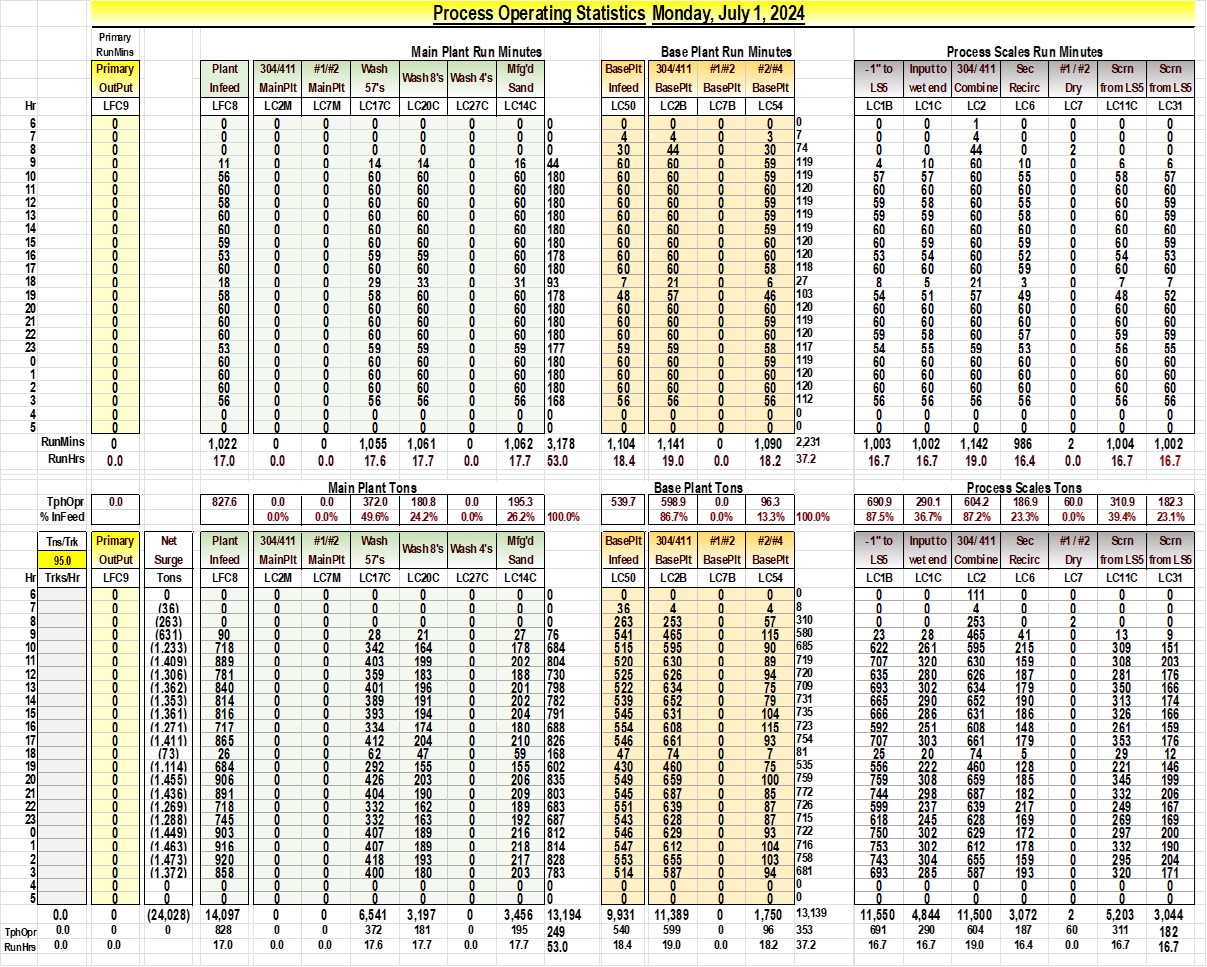 Process Operating Statistics Monday, July 1, 2024
Primary
RunMins Main Plant Run Minutes Base Plant Run Minutes Process Scales Run Minutes
Primary Plant 304/411 #1/#2 Wash Wash 8's Wash 4's Mfg'd BasePlt 304/411 #1/#2 #2/#4 -1" to Input to 304/ 411 Sec #1 / #2 Scrn Scrn
OutPut Infeed MainPlt MainPlt 57's Sand Infeed BasePlt BasePlt BasePlt LS5 wet end Combine Recirc Dry from LS5 from LS5
Hr LFC9 LFC8 LC2M LC7M LC17C LC20C LC27C LC14C LC50 LC2B LC7B LC54 LC1B LC1C LC2 LC6 LC7 LC11C LC31
6 0 0 0 0 0 0 0 0 0 0 0 0 0 0 0 0 1 0 0 0 0
7 0 0 0 0 0 0 0 0 0 4 4 0 3 7 0 0 4 0 0 0 0
8 0 0 0 0 0 0 0 0 0 30 44 0 30 74 0 0 44 0 2 0 0
9 0 11 0 0 14 14 0 16 44 60 60 0 59 119 4 10 60 10 0 6 6
10 0 56 0 0 60 60 0 60 180 60 60 0 59 119 57 57 60 55 0 58 57
11 0 60 0 0 60 60 0 60 180 60 60 0 60 120 60 60 60 60 0 60 60
12 0 58 0 0 60 60 0 60 180 60 60 0 59 119 59 58 60 55 0 60 59
13 0 60 0 0 60 60 0 60 180 60 60 0 59 119 59 59 60 58 0 60 59
14 0 60 0 0 60 60 0 60 180 60 60 0 59 119 60 60 60 60 0 60 60
15 0 59 0 0 60 60 0 60 180 60 60 0 60 120 60 59 60 59 0 60 60
16 0 53 0 0 59 59 0 60 178 60 60 0 60 120 53 54 60 52 0 54 53
17 0 60 0 0 60 60 0 60 180 60 60 0 58 118 60 60 60 59 0 60 60
18 0 18 0 0 29 33 0 31 93 7 21 0 6 27 8 5 21 3 0 7 7
19 0 58 0 0 58 60 0 60 178 48 57 0 46 103 54 51 57 49 0 48 52
20 0 60 0 0 60 60 0 60 180 60 60 0 60 120 60 60 60 60 0 60 60
21 0 60 0 0 60 60 0 60 180 60 60 0 59 119 60 60 60 60 0 60 60
22 0 60 0 0 60 60 0 60 180 60 60 0 60 120 59 58 60 57 0 59 59
23 0 53 0 0 59 59 0 59 177 59 59 0 58 117 54 55 59 53 0 56 55
0 0 60 0 0 60 60 0 60 180 60 60 0 59 119 60 60 60 60 0 60 60
1 0 60 0 0 60 60 0 60 180 60 60 0 60 120 60 60 60 60 0 60 60
2 0 60 0 0 60 60 0 60 180 60 60 0 60 120 60 60 60 60 0 60 60
3 0 56 0 0 56 56 0 56 168 56 56 0 56 112 56 56 56 56 0 56 56
4 0 0 0 0 0 0 0 0 0 0 0 0 0 0 0 0 0 0 0 0 0
5 0 0 0 0 0 0 0 0 0 0 0 0 0 0 0 0 0 0 0 0 0
RunMins 0 1,022 0 0 1,055 1,061 0 1,062 3,178 1,104 1,141 0 1,090 2,231 1,003 1,002 1,142 986 2 1,004 1,002
RunHrs 0.0 17.0 0.0 0.0 17.6 17.7 0.0 17.7 53.0 18.4 19.0 0.0 18.2 37.2 16.7 16.7 19.0 16.4 0.0 16.7 16.7
Main Plant Tons Base Plant Tons Process Scales Tons
TphOpr 0.0 827.6 0.0 0.0 372.0 180.8 0.0 195.3 539.7 598.9 0.0 96.3 690.9 290.1 604.2 186.9 60.0 310.9 182.3
% InFeed 0.0% 0.0% 49.6% 24.2% 0.0% 26.2% 100.0% 86.7% 0.0% 13.3% 100.0% 87.5% 36.7% 87.2% 23.3% 0.0% 39.4% 23.1%
Tns/Trk Primary Net Plant 304/411 #1/#2 Wash Wash 8's Wash 4's Mfg'd BasePlt 304/411 #1/#2 #2/#4 -1" to Input to 304/ 411 Sec #1 / #2 Scrn Scrn
95.0 OutPut Surge Infeed MainPlt MainPlt 57's Sand Infeed BasePlt BasePlt BasePlt LS5 wet end Combine Recirc Dry from LS5 from LS5
Hr Trks/Hr LFC9 Tons LFC8 LC2M LC7M LC17C LC20C LC27C LC14C LC50 LC2B LC7B LC54 LC1B LC1C LC2 LC6 LC7 LC11C LC31
6 0 0 0 0 0 0 0 0 0 0 0 0 0 0 0 0 0 111 0 0 0 0
7 0 (36) 0 0 0 0 0 0 0 0 36 4 0 4 8 0 0 4 0 0 0 0
8 0 (263) 0 0 0 0 0 0 0 0 263 253 0 57 310 0 0 253 0 2 0 0
9 0 (631) 90 0 0 28 21 0 27 76 541 465 0 115 580 23 28 465 41 0 13 9
10 0 (1.233) 718 0 0 342 164 0 178 684 515 595 0 90 685 622 261 595 215 0 309 151
11 0 (1.409) 889 0 0 403 199 0 202 804 520 630 0 89 719 707 320 630 159 0 308 203
12 0 (1.306) 781 0 0 359 183 0 188 730 525 626 0 94 720 635 280 626 187 0 281 176
13 0 (1.362) 840 0 0 401 196 0 201 798 522 634 0 75 709 693 302 634 179 0 350 166
14 0 (1.353) 814 0 0 389 191 0 202 782 539 652 0 79 731 665 290 652 190 0 313 174
15 0 (1.361) 816 0 0 393 194 0 204 791 545 631 0 104 735 666 286 631 186 0 326 166
16 0 (1.271) 717 0 0 334 174 0 180 688 554 608 0 115 723 592 251 608 148 0 261 159
17 0 (1.411) 865 0 0 412 204 0 210 826 546 661 0 93 754 707 303 661 179 0 353 176
18 0 (73) 26 0 0 62 47 0 59 168 47 74 0 7 81 25 20 74 5 0 29 12
19 0 (1.114) 684 0 0 292 155 0 155 602 430 460 0 75 535 556 222 460 128 0 221 146
20 0 (1.455) 906 0 0 426 203 0 206 835 549 659 0 100 759 759 308 659 185 0 345 199
21 0 (1.436) 891 0 0 404 190 0 209 803 545 687 0 85 772 744 298 687 182 0 332 206
22 0 (1.269) 718 0 0 332 162 0 189 683 551 639 0 87 726 599 237 639 217 0 249 167
23 0 (1.288) 745 0 0 332 163 0 192 687 543 628 0 87 715 618 245 628 169 0 269 169
0 0 (1.449) 903 0 0 407 189 0 216 812 546 629 0 93 722 750 302 629 172 0 297 200
1 0 (1.463) 916 0 0 407 189 0 218 814 547 612 0 104 716 753 302 612 178 0 332 190
2 0 (1.473) 920 0 0 418 193 0 217 828 553 655 0 103 758 743 304 655 159 0 295 204
3 0 (1.372) 858 0 0 400 180 0 203 783 514 587 0 94 681 693 285 587 193 0 320 171
4 0 0 0 0 0 0 0 0 0 0 0 0 0 0 0 0 0 0 0 0 0 0
5 0 0 0 0 0 0 0 0 0 0 0 0 0 0 0 0 0 0 0 0 0 0
0.0 0 (24,028) 14,097 0 0 6,541 3,197 0 3,456 13,194 9,931 11,389 0 1,750 13,139 11,550 4,844 11,500 3,072 2 5,203 3,044
TphOpr 0.0 0 0 828 0 0 372 181 0 195 249 540 599 0 96 353 691 290 604 187 60 311 182
RunHrs 0.0 0.0 17.0 0.0 0.0 17.6 17.7 0.0 17.7 53.0 18.4 19.0 0.0 18.2 37.2 16.7 16.7 19.0 16.4 0.0 16.7 16.7